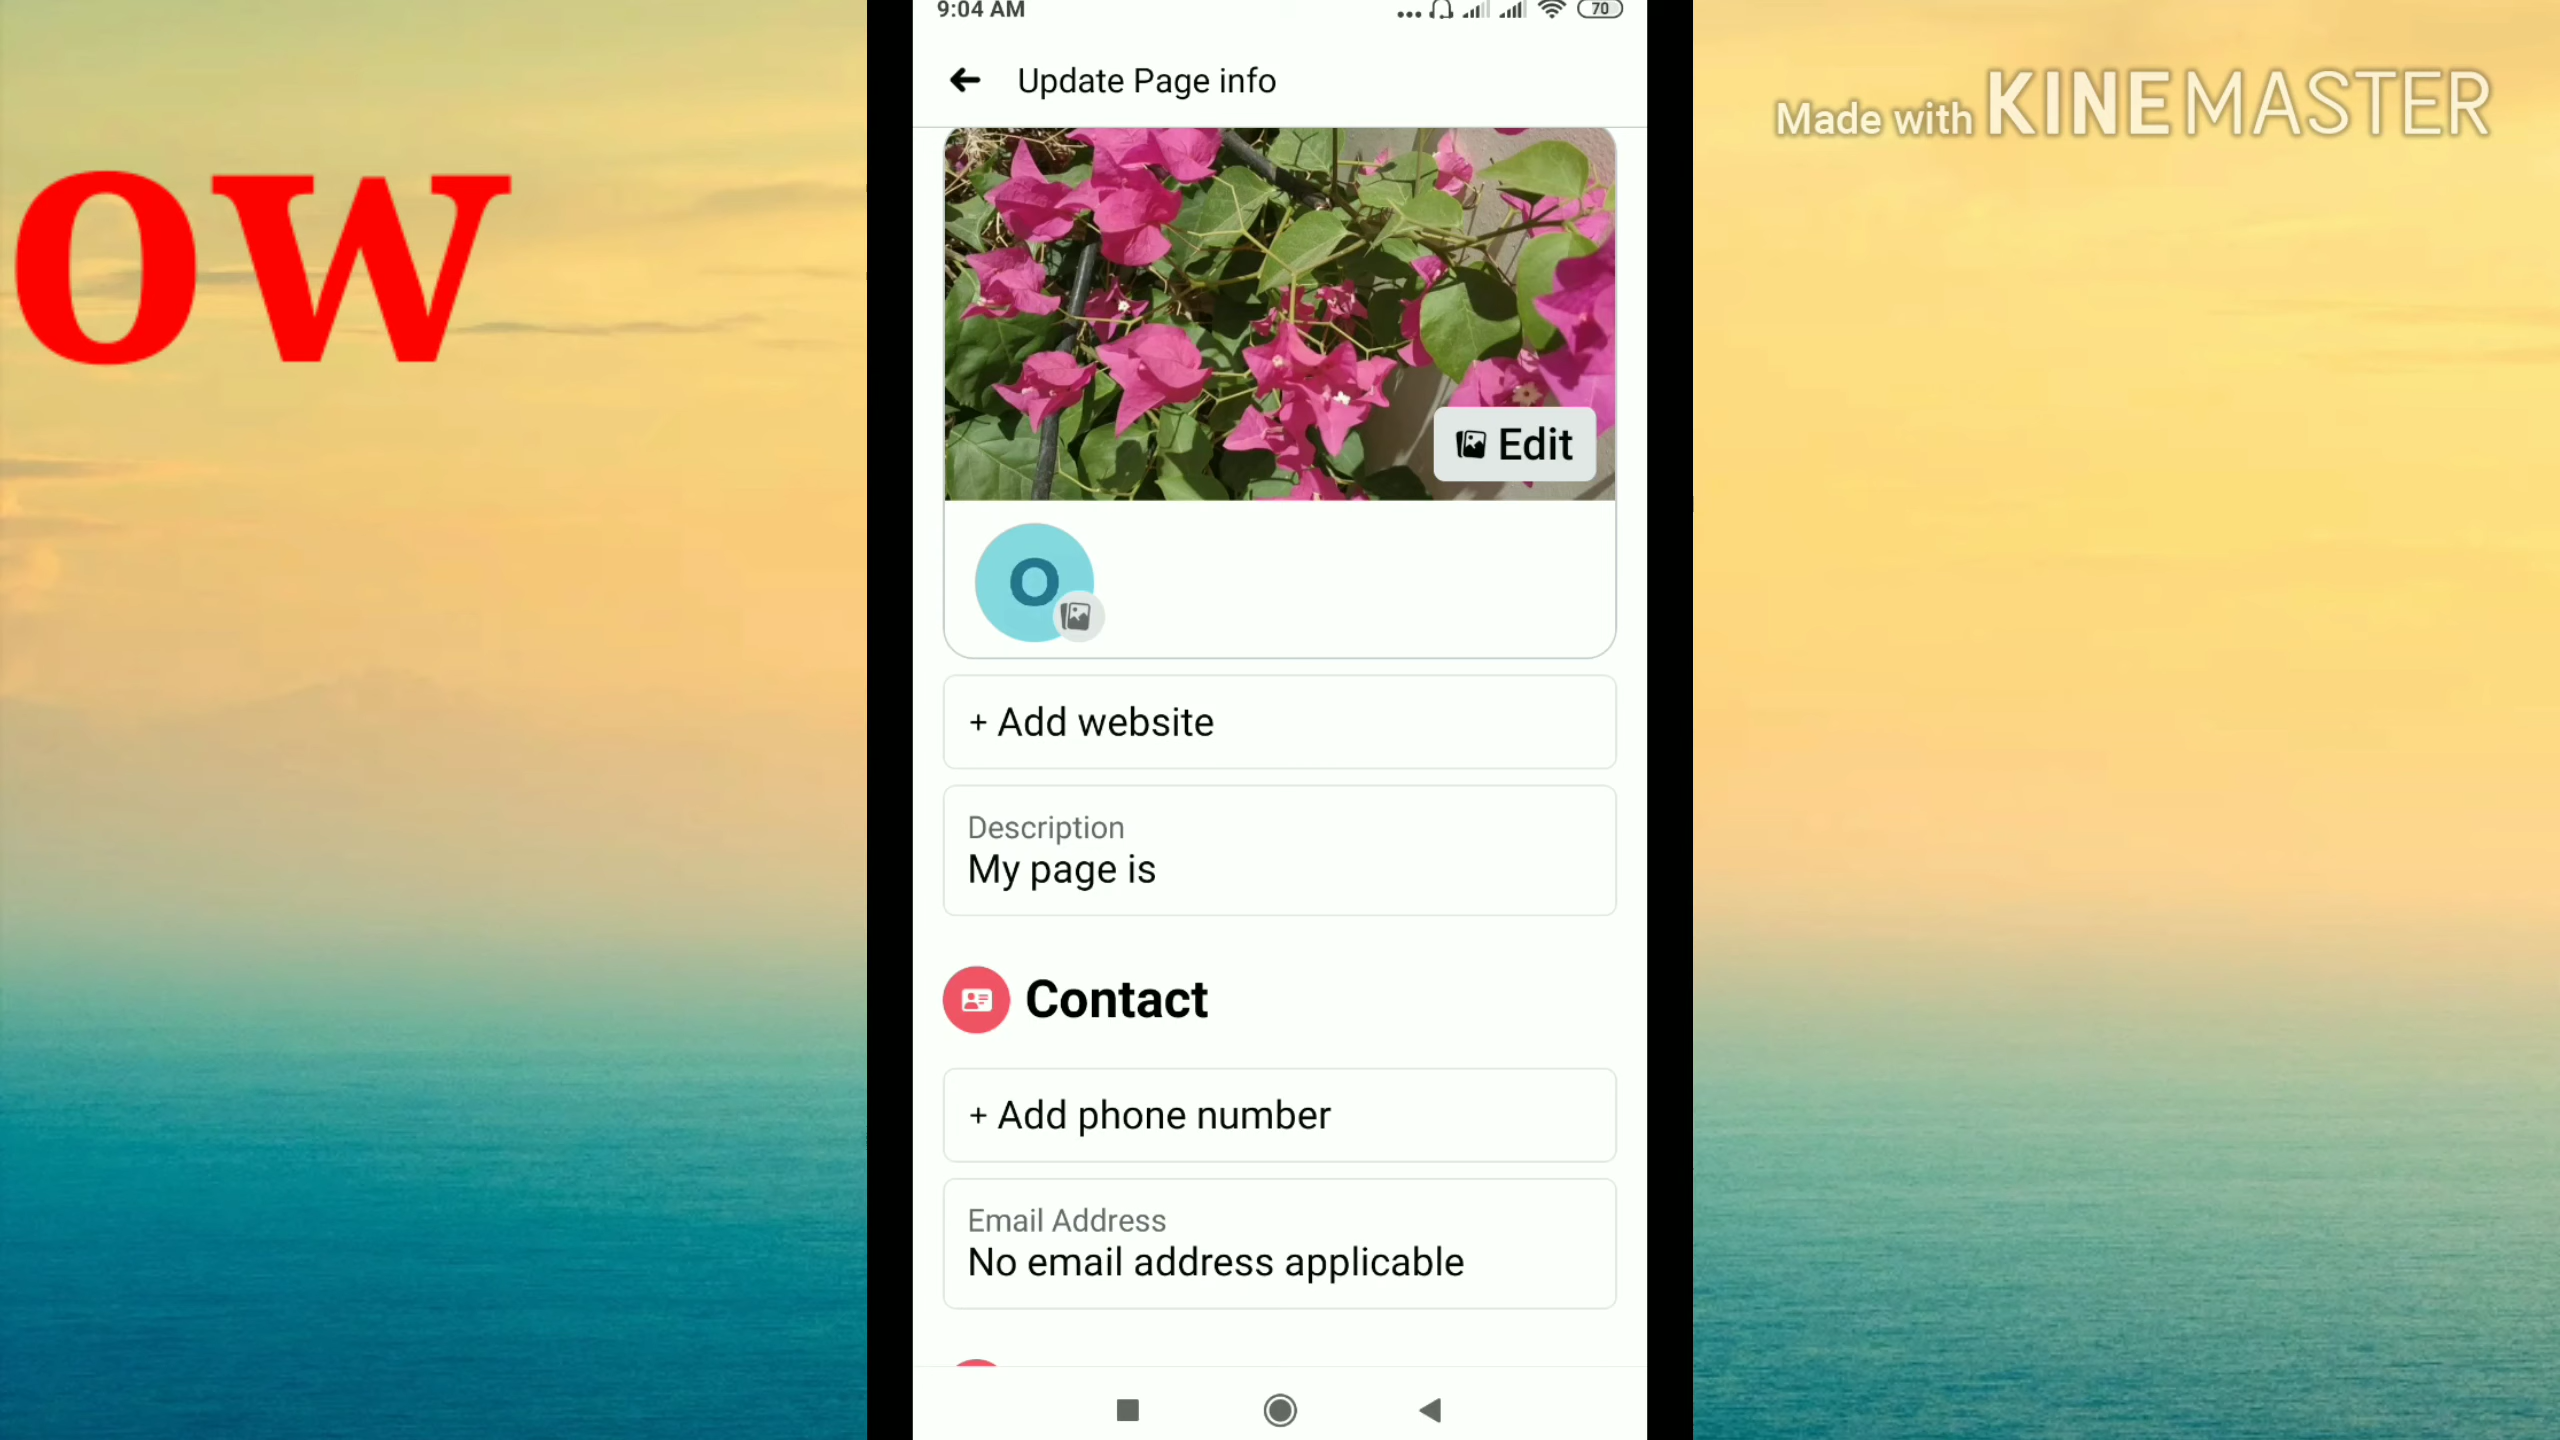 9:04 AM
70
Update Page info
Made with KINEMASTER
ow
Edit
O
+ Add website
Description
My page is
Contact
+ Add phone number
Email Address
No email address applicable